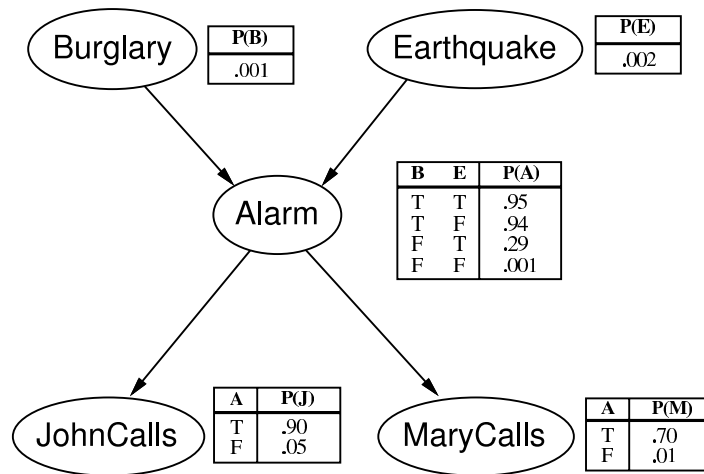 Burglary
P(B)
.001
Earthquake
P(E)
.002
Alarm
B E P(A)
T T .95
T F .94
F T .29
F F .001
JohnCalls
A P(J)
T .90
F .05
MaryCalls
A P(M)
T .70
F .01